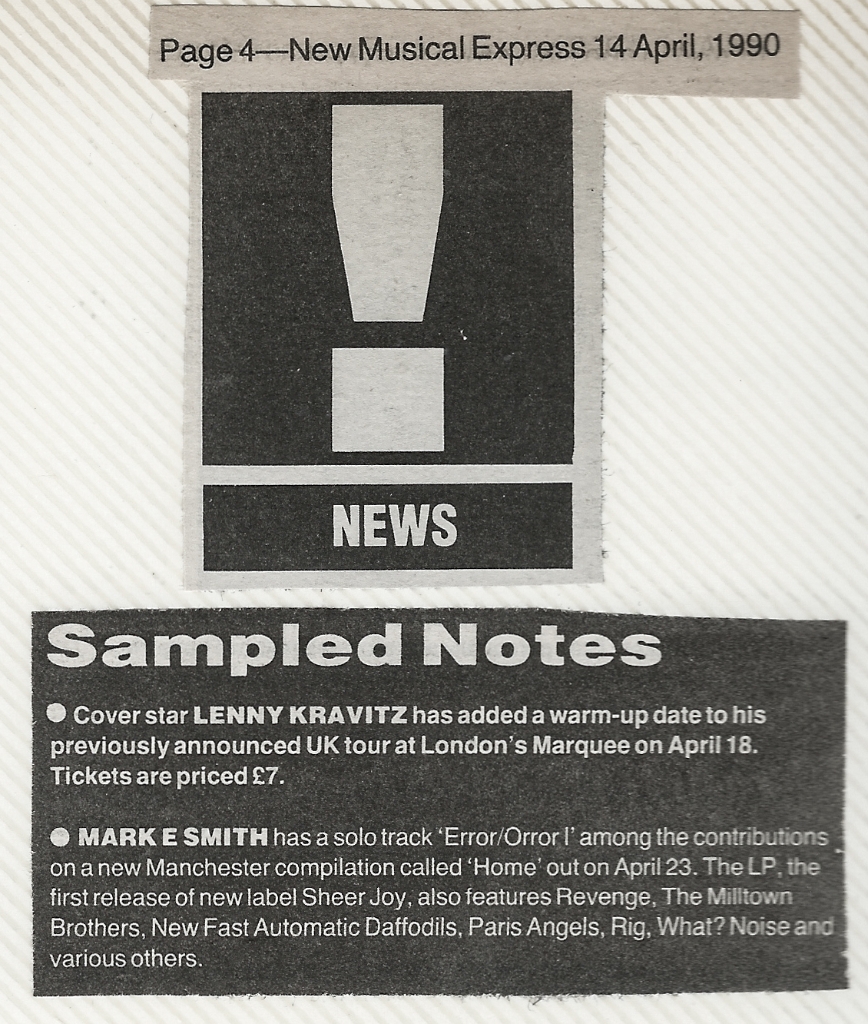 Page 4—New Musical Express 14 April, 1990
!
NEWS
Sampled Notes
● Cover star LENNY KRAVITZ has added a warm-up date to his
previously announced UK tour at London's Marquee on April 18.
Tickets are priced £7.
● MARK E SMITH has a solo track 'Error/Orror I' among the contributions
on a new Manchester compilation called 'Home' out on April 23. The LP, the
first release of new label Sheer Joy, also features Revenge, The Milltown
Brothers, New Fast Automatic Daffodils, Paris Angels, Rig, What? Noise and
various others.